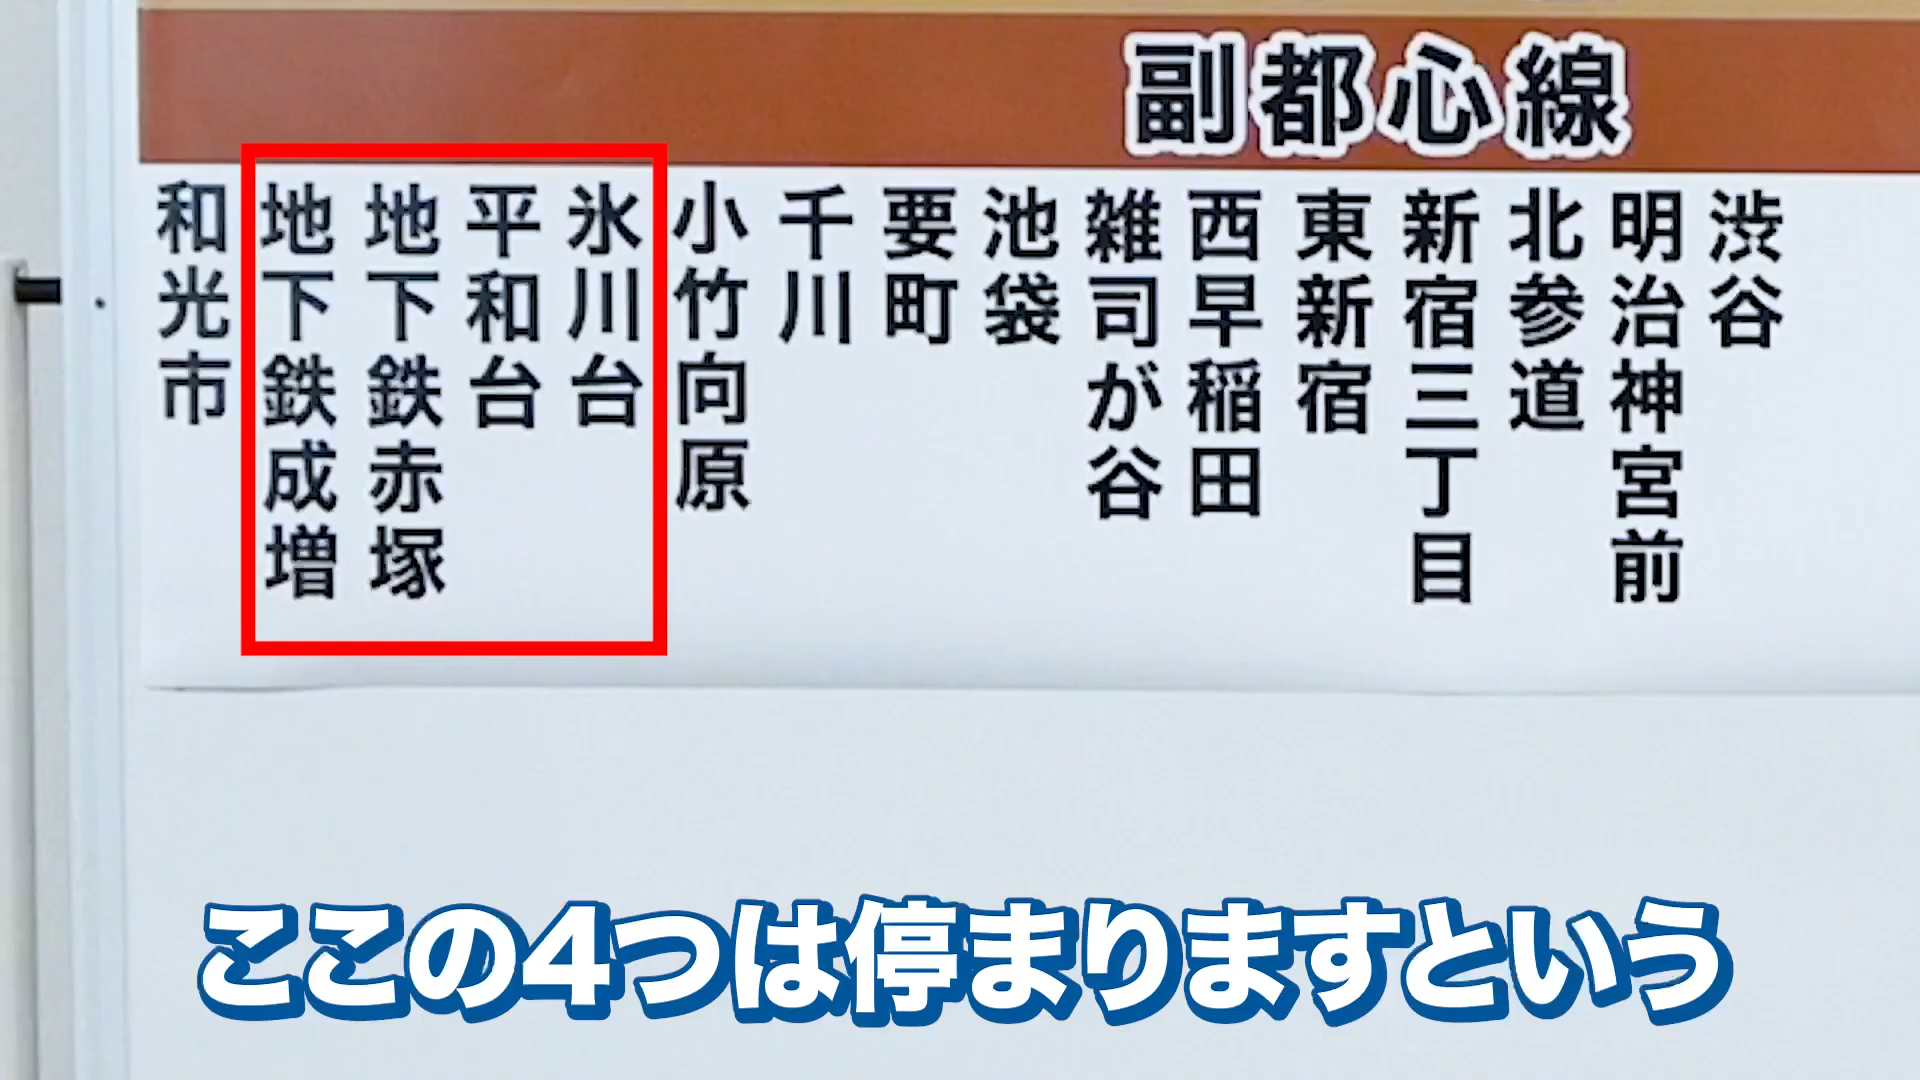 副都心線
和光市
地下鉄成増
地下鉄赤塚
平和台
氷川台
小竹向原
千川
要町
池袋
雑司が谷
西早稲田
東新宿
新宿三丁目
北参道
明治神宮前
渋谷
ここの4つは停まりますという